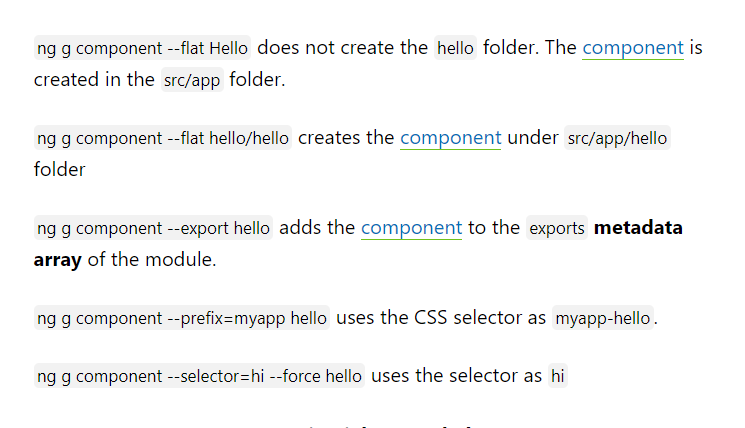 ng g component --flat Hello does not create the hello folder. The component is
created in the src/app folder.
ng g component --flat hello/hello creates the component under src/app/hello
folder
ng g component --export hello adds the component to the exports metadata
array of the module.
ng g component --prefix=myapp hello uses the CSS selector as myapp-hello.
ng g component --selector=hi --force hello uses the selector as hi